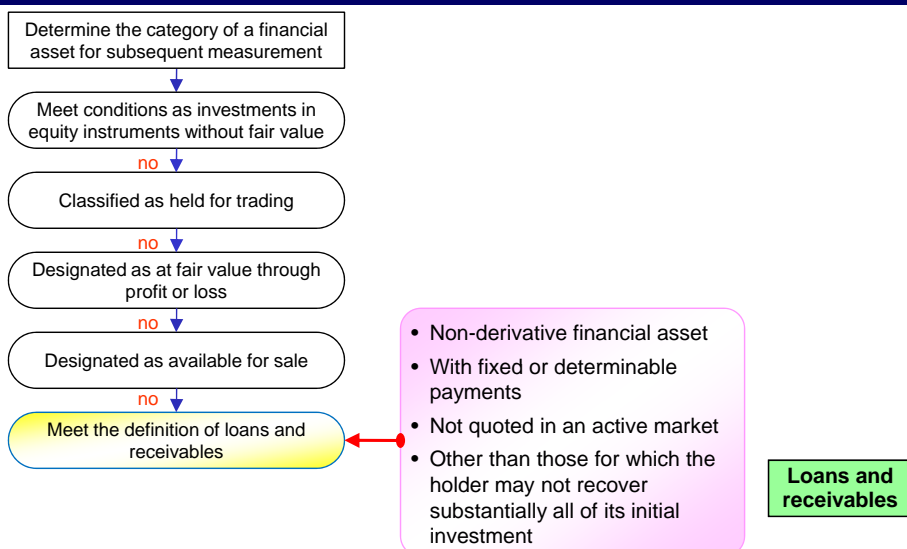 Determine the category of a financial
asset for subsequent measurement
Meet conditions as investments in
equity instruments without fair value
no
Classified as held for trading
no
Designated as at fair value through
profit or loss
no
Designated as available for sale
no
Meet the definition of loans and
receivables
• Non-derivative financial asset
• With fixed or determinable
payments
• Not quoted in an active market
• Other than those for which the
holder may not recover
substantially all of its initial
investment
Loans and
receivables